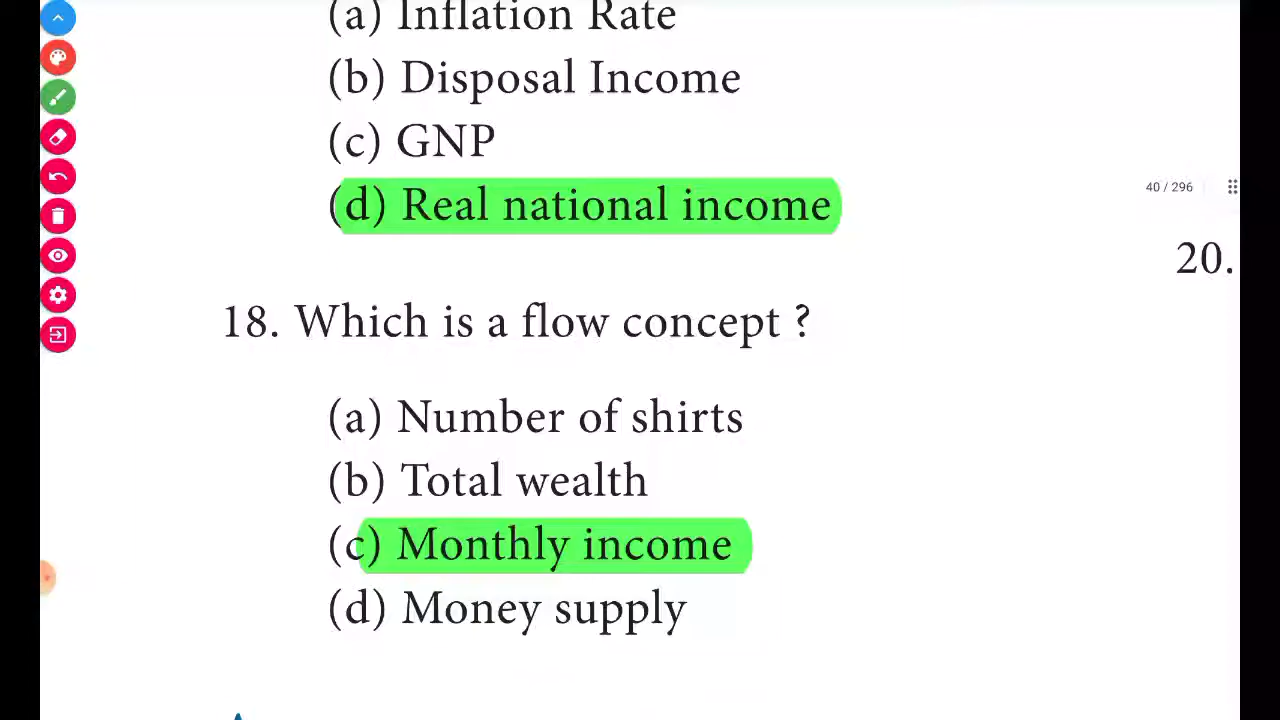 (a) Inflation Rate
(b) Disposal Income
(c) GNP
(d) Real national income
40 / 296
20.
18. Which is a flow concept ?
(a) Number of shirts
(b) Total wealth
(c) Monthly income
(d) Money supply